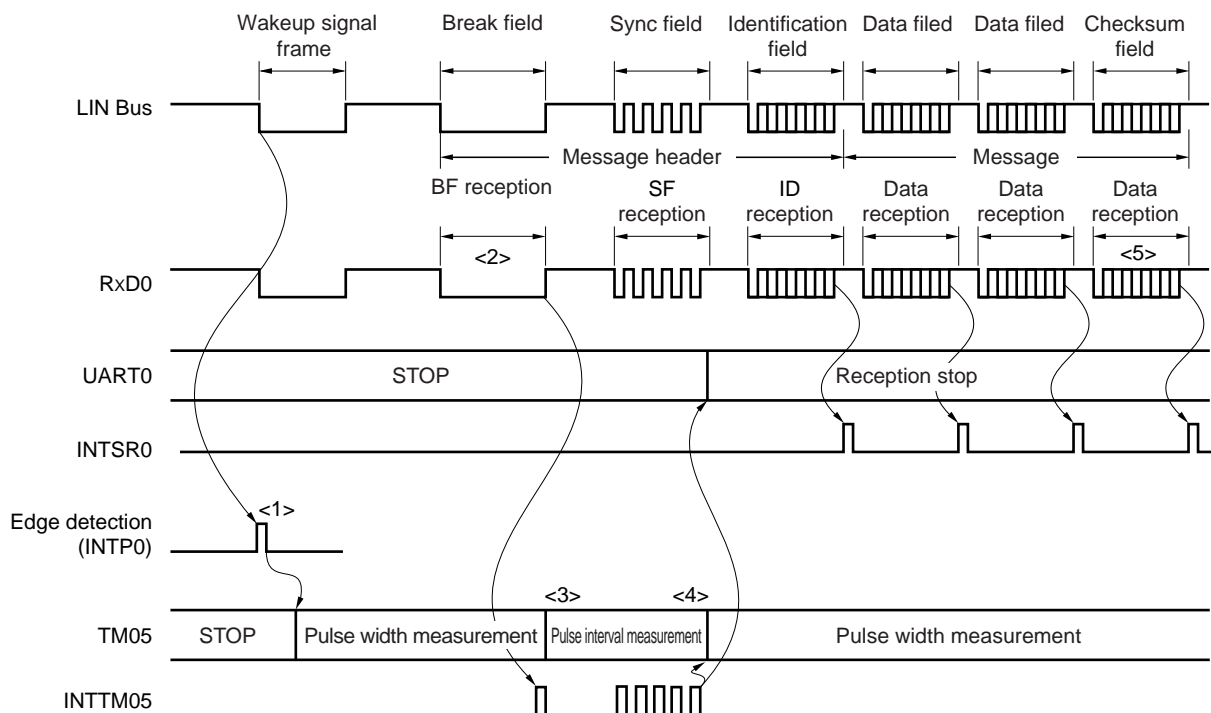 Wakeup signal
frame
Break field
Sync field
Identification
field
Data filed
Data filed
Checksum
field
LIN Bus
Message header
Message
BF reception
SF
reception
ID
reception
Data
reception
Data
reception
Data
reception
<2>
<5>
RxD0
UART0
STOP
Reception stop
INTSR0
Edge detection
(INTP0)
<1>
<3>
<4>
TM05
STOP
Pulse width measurement
Pulse interval measurement
Pulse width measurement
INTTM05